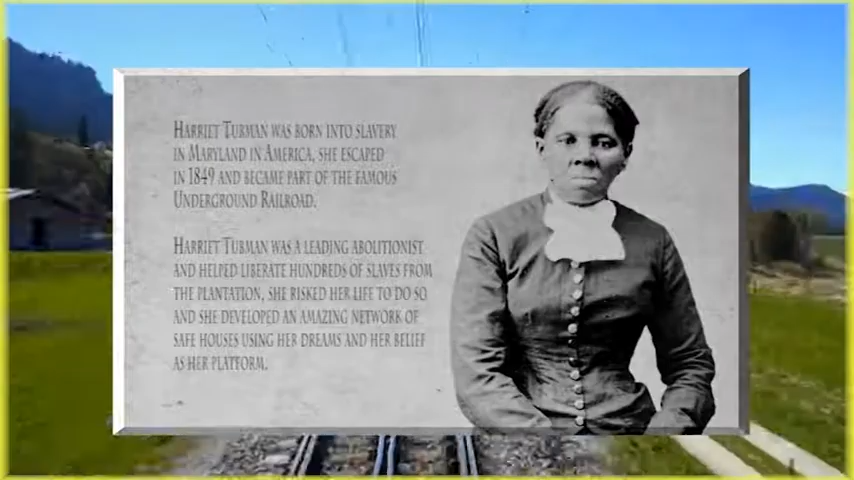 HARRIET TUBMAN WAS BORN INTO SLAVERY
IN MARYLAND IN AMERICA, SHE ESCAPED
IN 1849 AND BECAME PART OF THE FAMOUS
UNDERGROUND RAILROAD.
HARRIET TUBMAN WAS A LEADING ABOLITIONIST
AND HELPED LIBERATE HUNDREDS OF SLAVES FROM
THE PLANTATION, SHE RISKED HER LIFE TO DO SO
AND SHE DEVELOPED AN AMAZING NETWORK OF
SAFE HOUSES USING HER DREAMS AND HER BELIEF
AS HER PLATFORM.